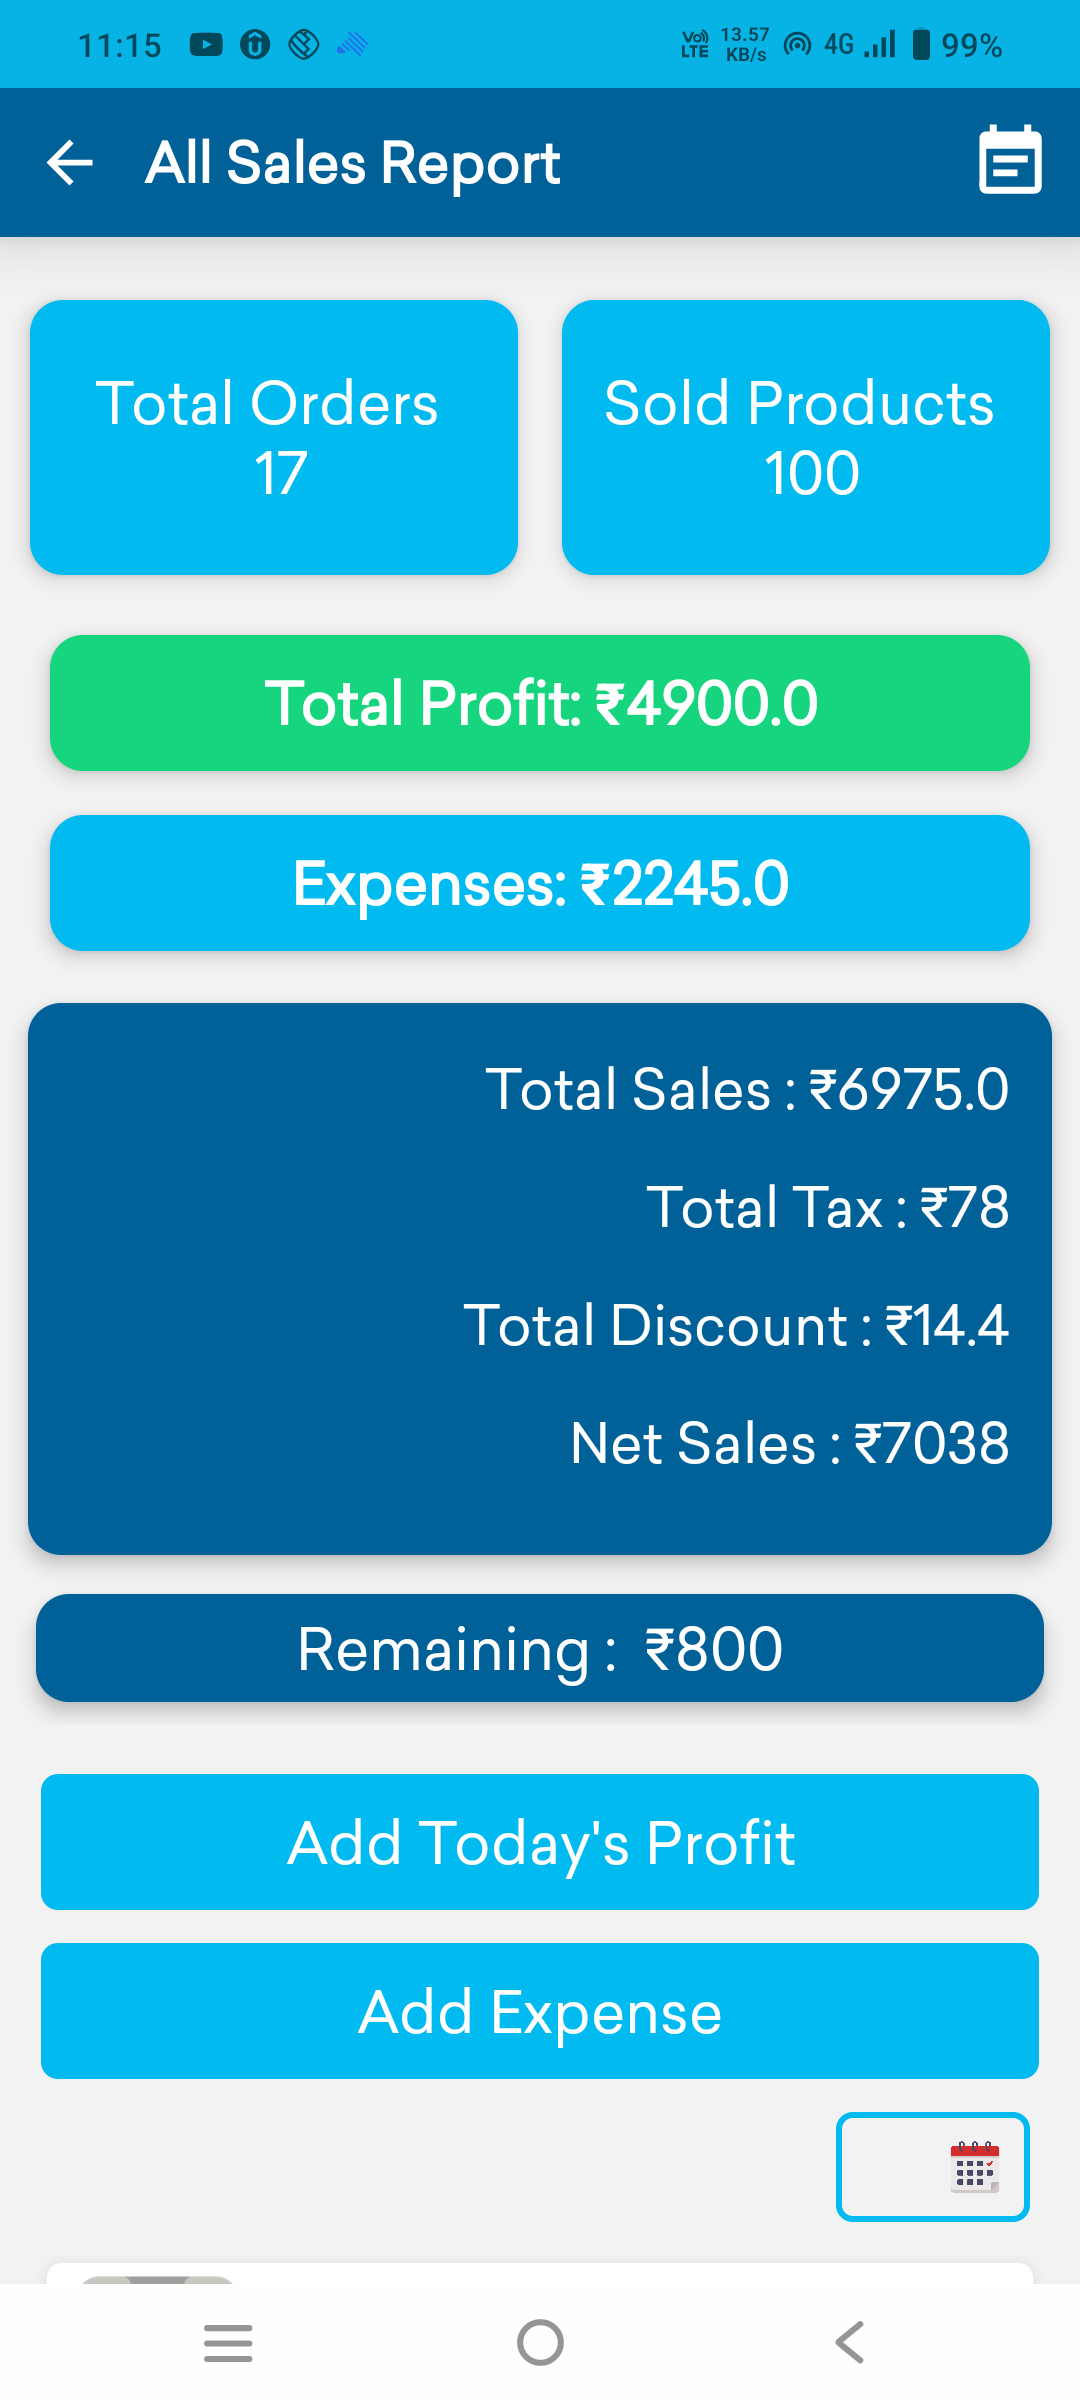 11:15 Vo) LTE 13.57 KB/s 4G 99%
All Sales Report
Total Orders
17
Sold Products
100
Total Profit: ₹4900.0
Expenses: ₹2245.0
Total Sales : ₹6975.0
Total Tax : ₹78
Total Discount : ₹14.4
Net Sales : ₹7038
Remaining : ₹800
Add Today's Profit
Add Expense